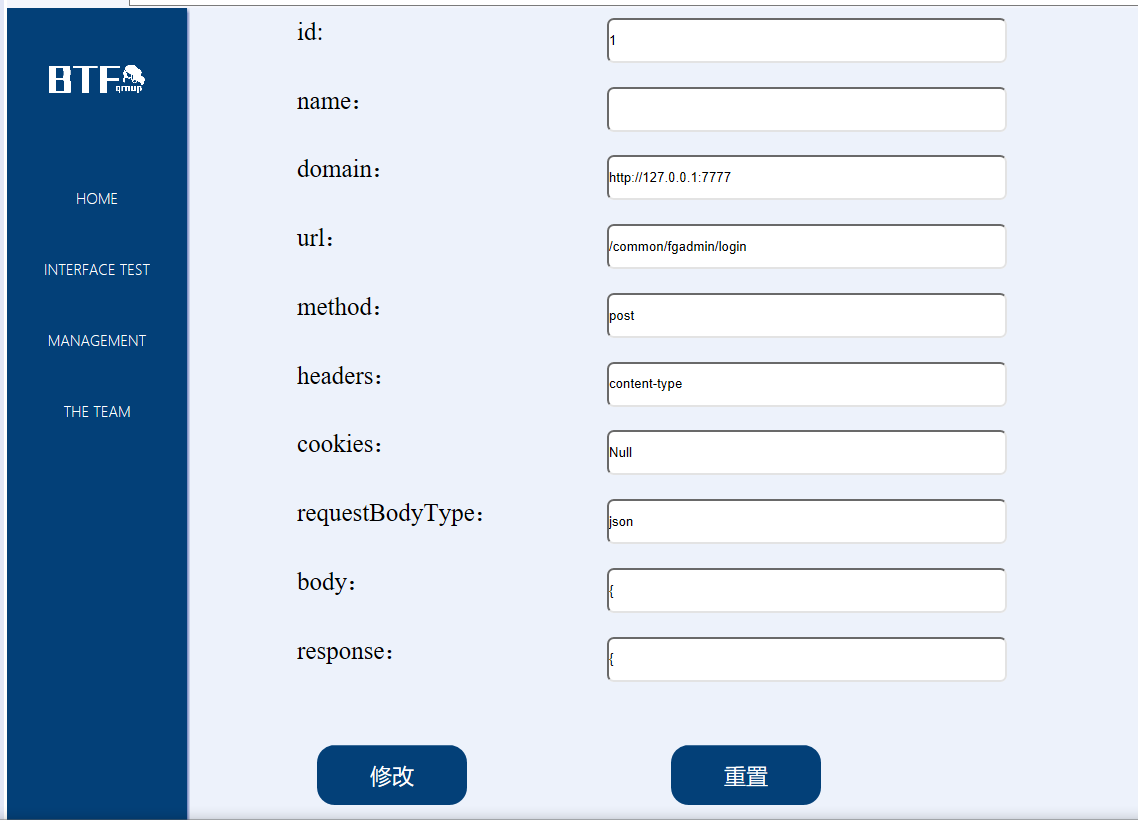 BTF
group
HOME
INTERFACE TEST
MANAGEMENT
THE TEAM
id:
1
name：
domain：
http://127.0.0.1:7777
url：
/common/fgadmin/login
method：
post
headers：
content-type
cookies：
Null
requestBodyType：
json
body：
{
response：
{
修改
重置